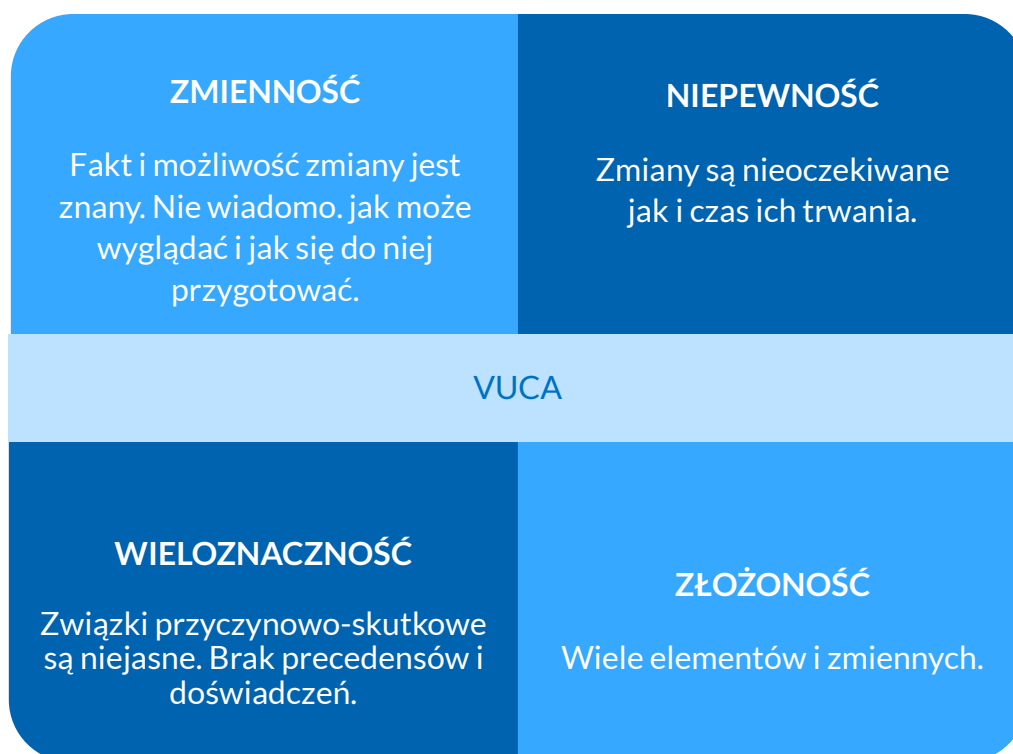 ZMIENNOŚĆ
Fakt i możliwość zmiany jest
znany. Nie wiadomo. jak może
wyglądać i jak się do niej
przygotować.
NIEPEWNOŚĆ
Zmiany są nieoczekiwane
jak i czas ich trwania.
VUCA
WIELOZNACZNOŚĆ
Związki przyczynowo-skutkowe
są niejasne. Brak precedensów i
doświadczeń.
ZŁOŻONOŚĆ
Wiele elementów i zmiennych.